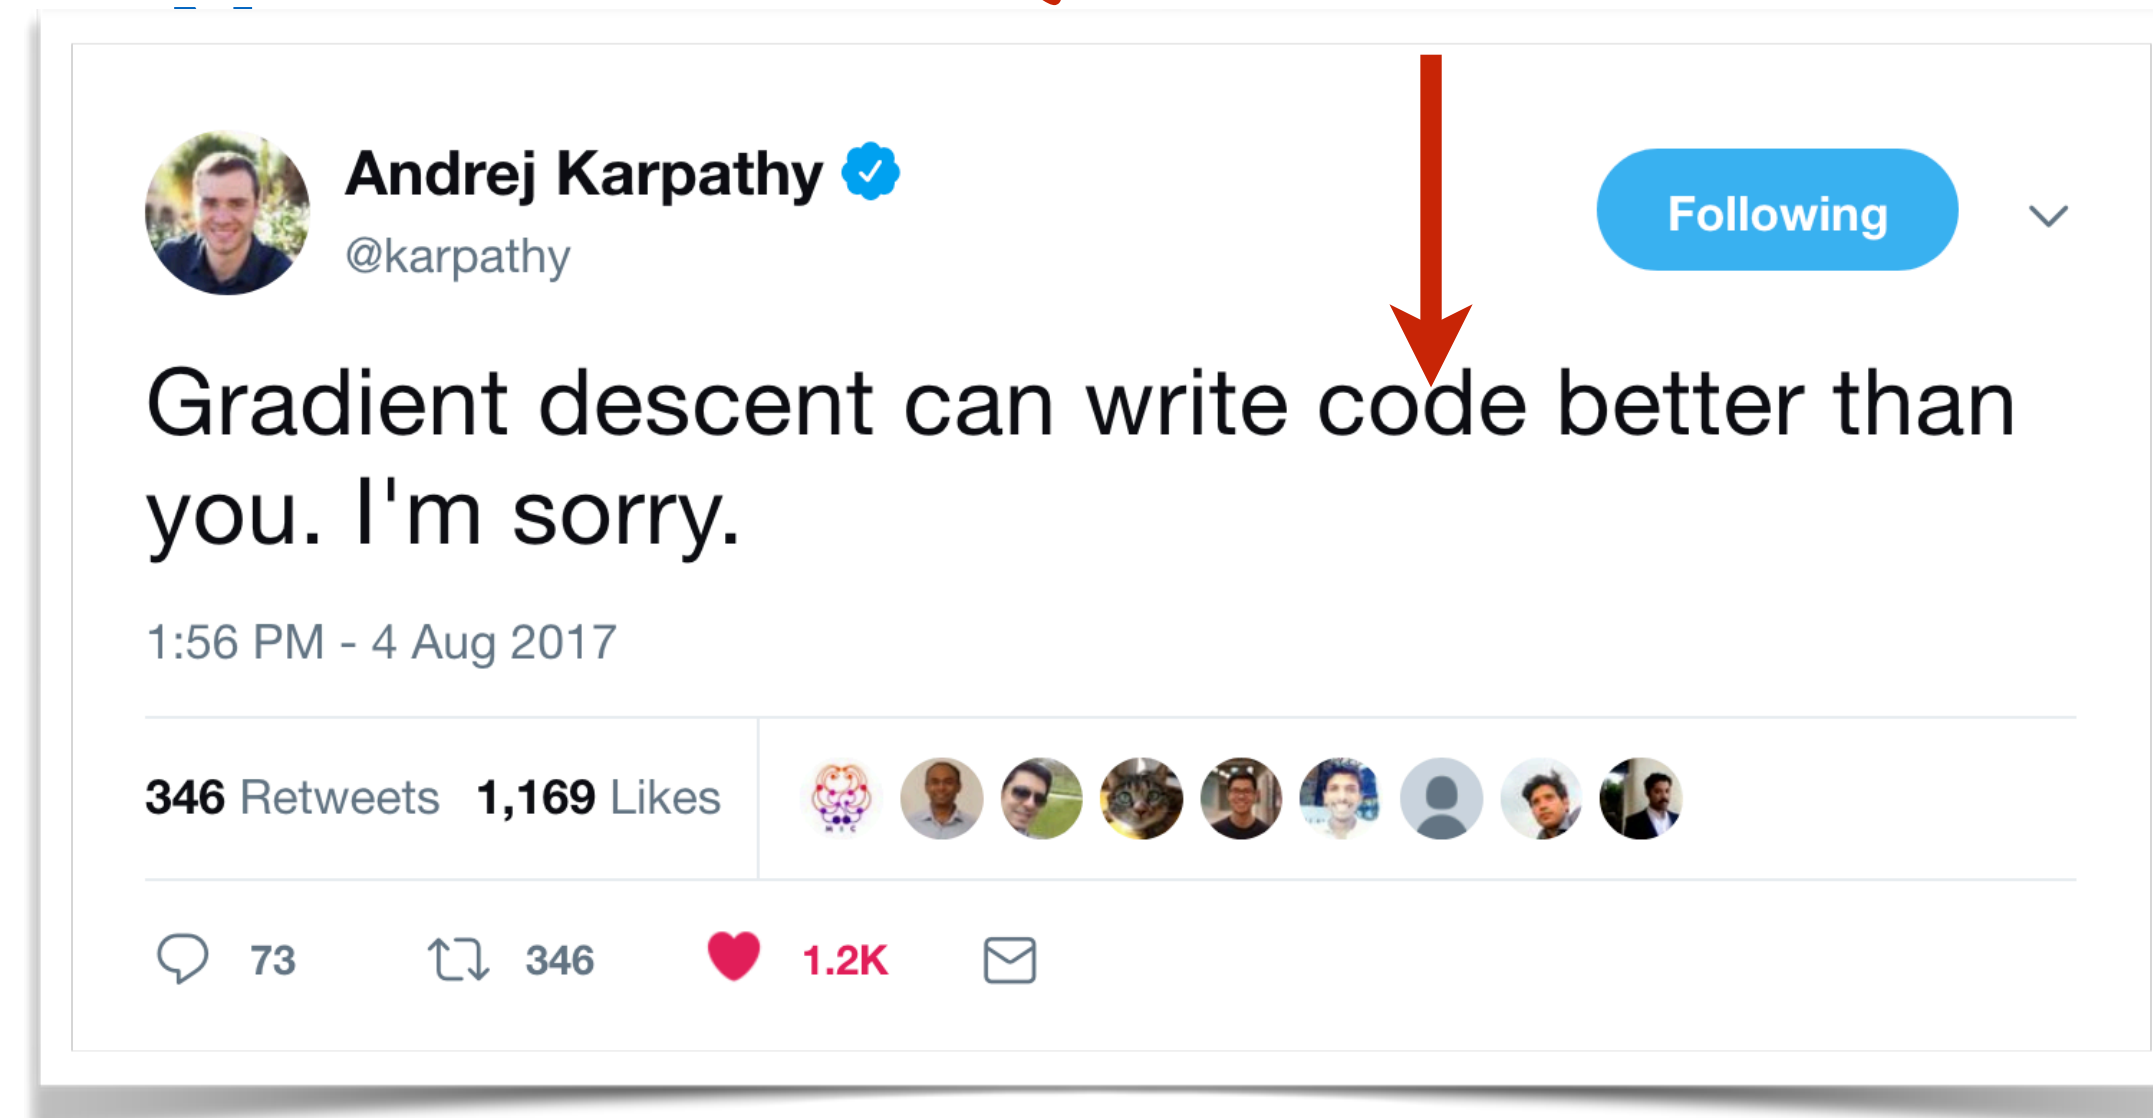 Andrej Karpathy
@karpathy
Following
Gradient descent can write code better than
you. I'm sorry.
1:56 PM - 4 Aug 2017
346 Retweets 1,169 Likes
MIC
73 346 1.2K